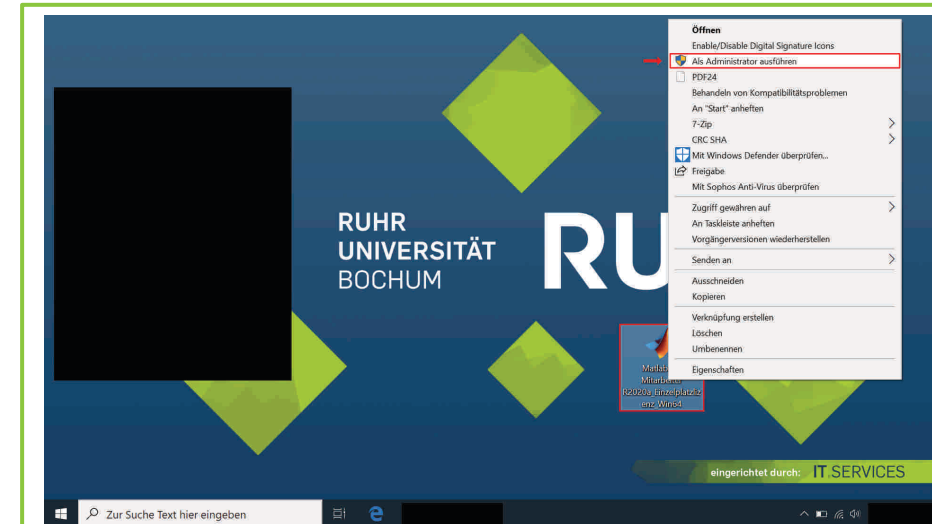 Öffnen
Enable/Disable Digital Signature Icons
Als Administrator ausführen
PDF24
Behandeln von Kompatibilitätsproblemen
An "Start" anheften
7-Zip
CRC SHA
Mit Windows Defender überprüfen...
Freigabe
Mit Sophos Anti-Virus überprüfen
Zugriff gewähren auf
An Taskleiste anheften
Vorgängerversionen wiederherstellen
Senden an
Ausschneiden
Kopieren
Verknüpfung erstellen
Löschen
Umbenennen
Eigenschaften
RUHR
UNIVERSITÄT
BOCHUM
RU
Matlab
R2020a_Einzelplatzliz
enz_Win64
eingerichtet durch: IT.SERVICES
Zur Suche Text hier eingeben